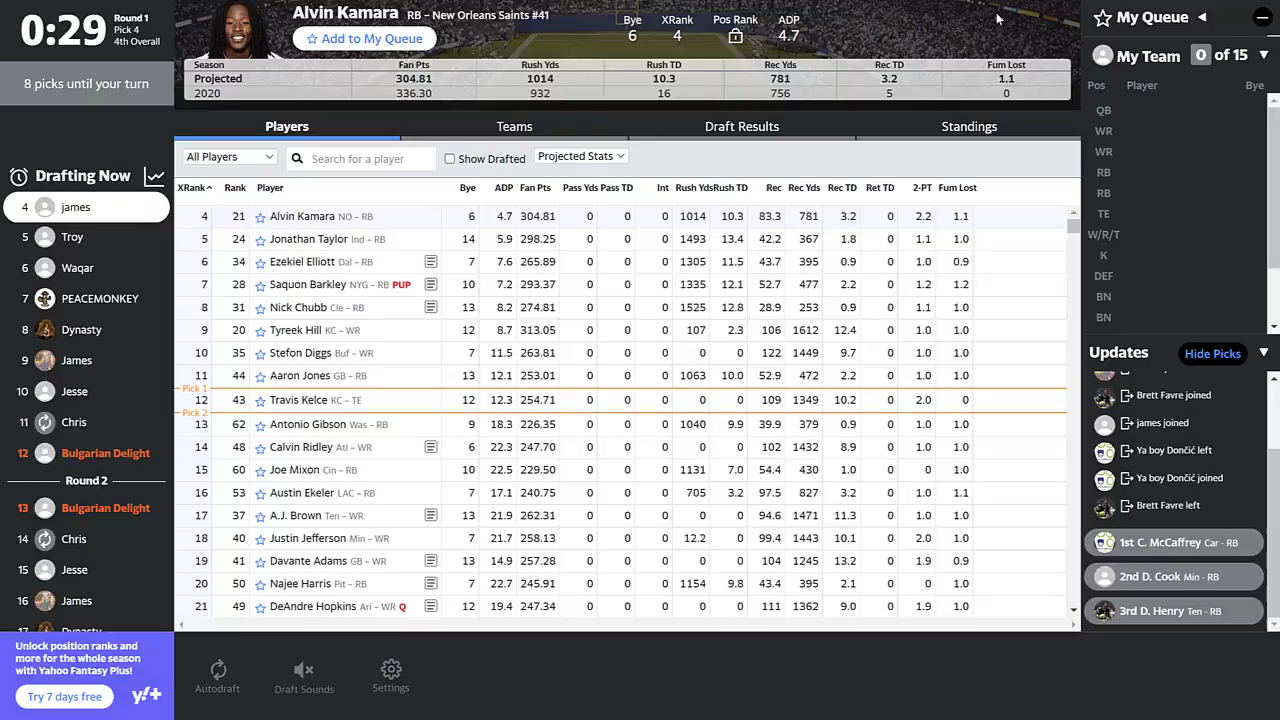 0:29
Round 1
Pick 4
4th Overall
8 picks until your turn
Drafting Now
4 james
5 Troy
6 Waqar
7 PEACEMONKEY
8 Dynasty
9 James
10 Jesse
11 Chris
12 Bulgarian Delight
Round 2
13 Bulgarian Delight
14 Chris
15 Jesse
16 James
17 Dynasty
Unlock position ranks and
more for the whole season
with Yahoo Fantasy Plus!
Try 7 days free
y!+
Alvin Kamara RB – New Orleans Saints #41
Add to My Queue
Bye XRank Pos Rank ADP
6 4 4.7
Season Fan Pts Rush Yds Rush TD Rec Yds Rec TD Fum Lost
Projected 304.81 1014 10.3 781 3.2 1.1
2020 336.30 932 16 756 5 0
Players Teams Draft Results Standings
All Players Search for a player Show Drafted Projected Stats
XRank Rank Player Bye ADP Fan Pts Pass Yds Pass TD Int Rush Yds Rush TD Rec Rec Yds Rec TD Ret TD 2-PT Fum Lost
4 21 Alvin Kamara NO – RB 6 4.7 304.81 0 0 0 1014 10.3 83.3 781 3.2 0 2.2 1.1
5 24 Jonathan Taylor Ind – RB 14 5.9 298.25 0 0 0 1493 13.4 42.2 367 1.8 0 1.1 1.0
6 34 Ezekiel Elliott Dal – RB 7 7.6 265.89 0 0 0 1305 11.5 43.7 395 0.9 0 1.0 0.9
7 28 Saquon Barkley NYG – RB PUP 10 7.2 293.37 0 0 0 1335 12.1 52.7 477 2.2 0 1.2 1.2
8 31 Nick Chubb Cle – RB 13 8.2 274.81 0 0 0 1525 12.8 28.9 253 0.9 0 1.1 1.0
9 20 Tyreek Hill KC – WR 12 8.7 313.05 0 0 0 107 2.3 106 1612 12.4 0 1.0 1.0
10 35 Stefon Diggs Buf – WR 7 11.5 263.81 0 0 0 0 0 122 1449 9.7 0 1.0 1.0
11 44 Aaron Jones GB – RB 13 12.1 253.01 0 0 0 1063 10.0 52.9 472 2.2 0 1.0 1.0
Pick 1
12 43 Travis Kelce KC – TE 12 12.3 254.71 0 0 0 0 0 109 1349 10.2 0 2.0 0
Pick 2
13 62 Antonio Gibson Was – RB 9 18.3 226.35 0 0 0 1040 9.9 39.9 379 0.9 0 1.0 1.0
14 48 Calvin Ridley Atl – WR 6 22.3 247.70 0 0 0 0 0 102 1432 8.9 0 1.0 1.0
15 60 Joe Mixon Cin – RB 10 22.5 229.50 0 0 0 1131 7.0 54.4 430 1.0 0 0 1.0
16 53 Austin Ekeler LAC – RB 7 17.1 240.75 0 0 0 705 3.2 97.5 827 3.2 0 1.0 1.1
17 37 A.J. Brown Ten – WR 13 21.9 262.31 0 0 0 0 0 94.6 1471 11.3 0 1.0 1.0
18 40 Justin Jefferson Min – WR 7 21.7 258.13 0 0 0 12.2 0 99.4 1443 10.1 0 2.0 1.0
19 41 Davante Adams GB – WR 13 14.9 257.28 0 0 0 0 0 104 1245 13.2 0 1.9 0.9
20 50 Najee Harris Pit – RB 7 22.7 245.91 0 0 0 1154 9.8 43.4 395 2.1 0 1.0 1.0
21 49 DeAndre Hopkins Ari – WR Q 12 19.4 247.34 0 0 0 0 0 111 1362 9.0 0 1.9 1.0
Autodraft Draft Sounds Settings
My Queue
My Team 0 of 15
Pos Player Bye
QB
WR
WR
RB
RB
TE
W/R/T
K
DEF
BN
BN
Updates Hide Picks
Brett Favre joined
james joined
Ya boy Dončić left
Ya boy Dončić joined
Brett Favre left
1st C. McCaffrey Car – RB
2nd D. Cook Min – RB
3rd D. Henry Ten – RB